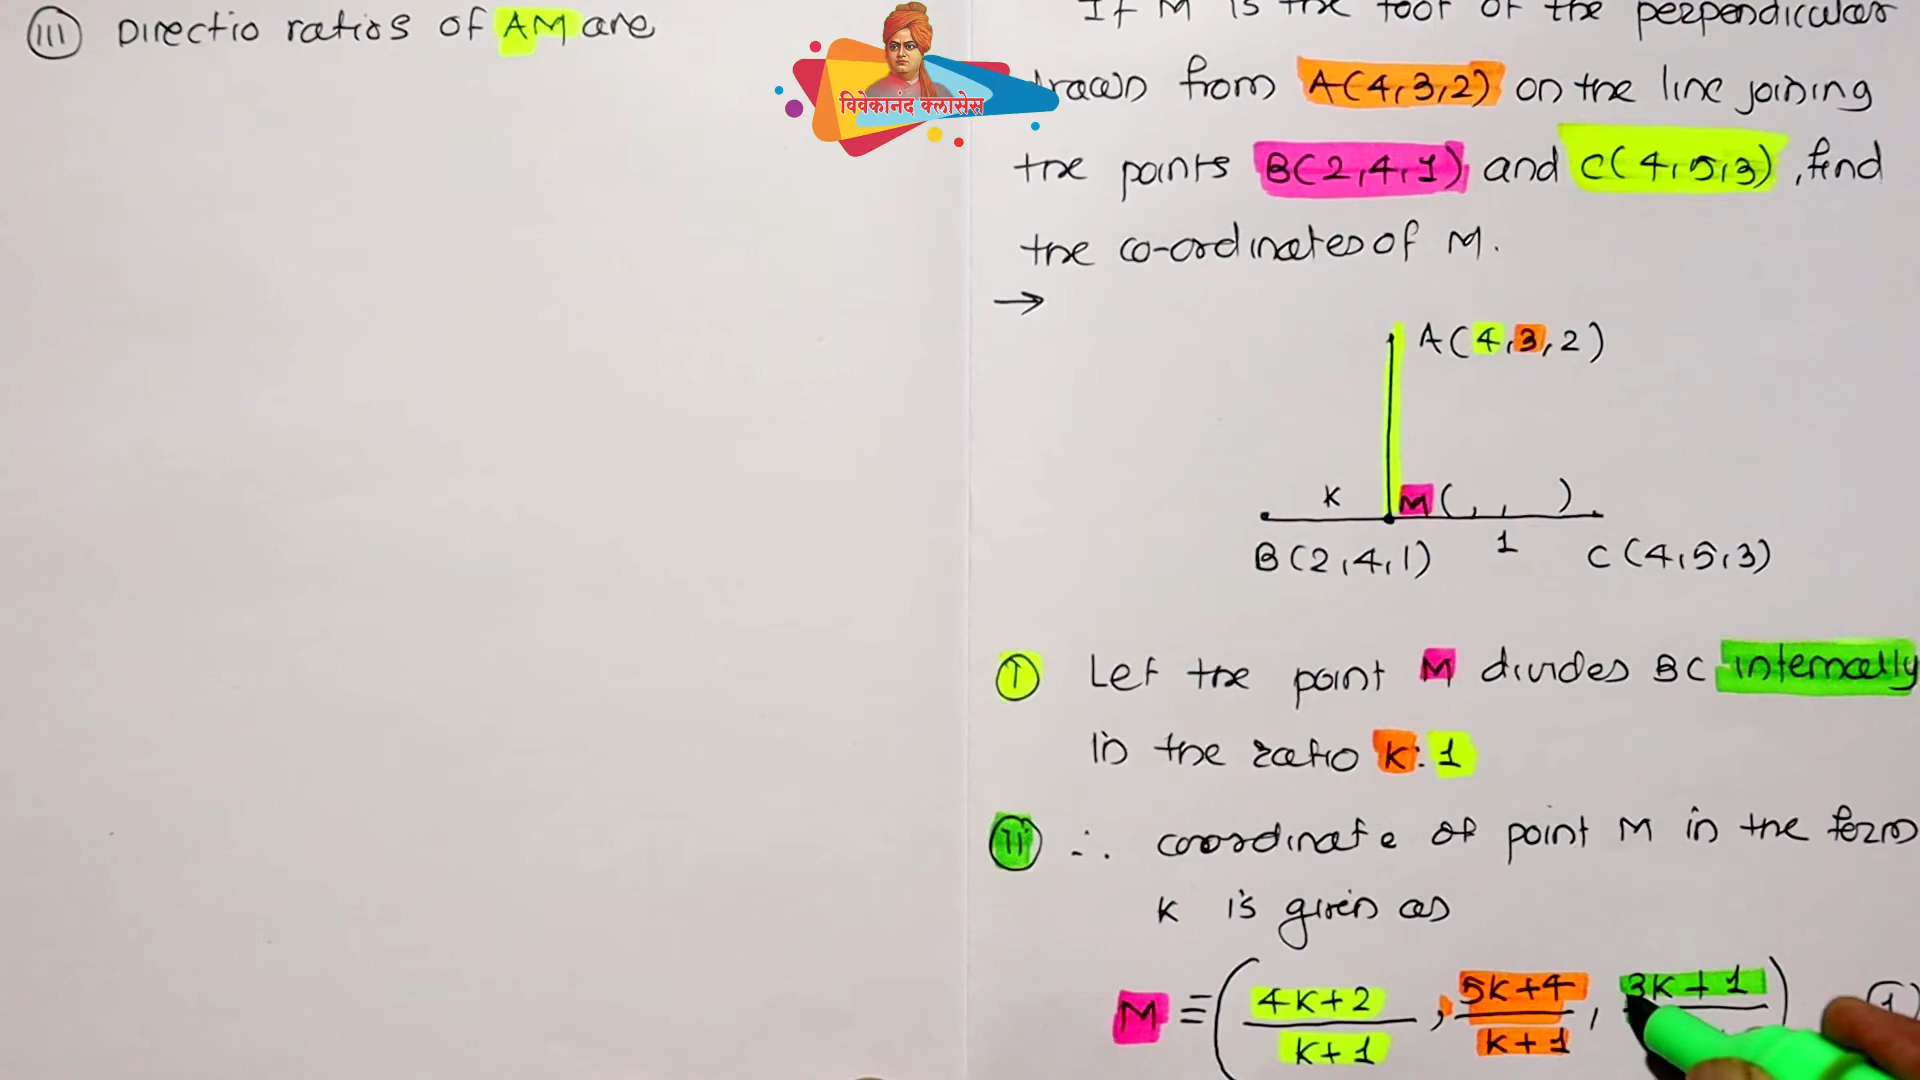 (III) Directio ratios of AM are
विवेकानंद क्लासेस
If M is the foot of the perpendicular
from A(4,3,2) on the line joining
the points B(2,4,1) and C(4,5,3), find
the co-ordinates of M.
→
A(4,3,2)
K M( , , )
1
B(2,4,1) C(4,5,3)
(I) Let the point M divides BC internally
in the ratio K:1
(II) ∴ coordinate of point M in the form
K is given as
M ≡ (4K+2/K+1, 5K+4/K+1, 3K+1